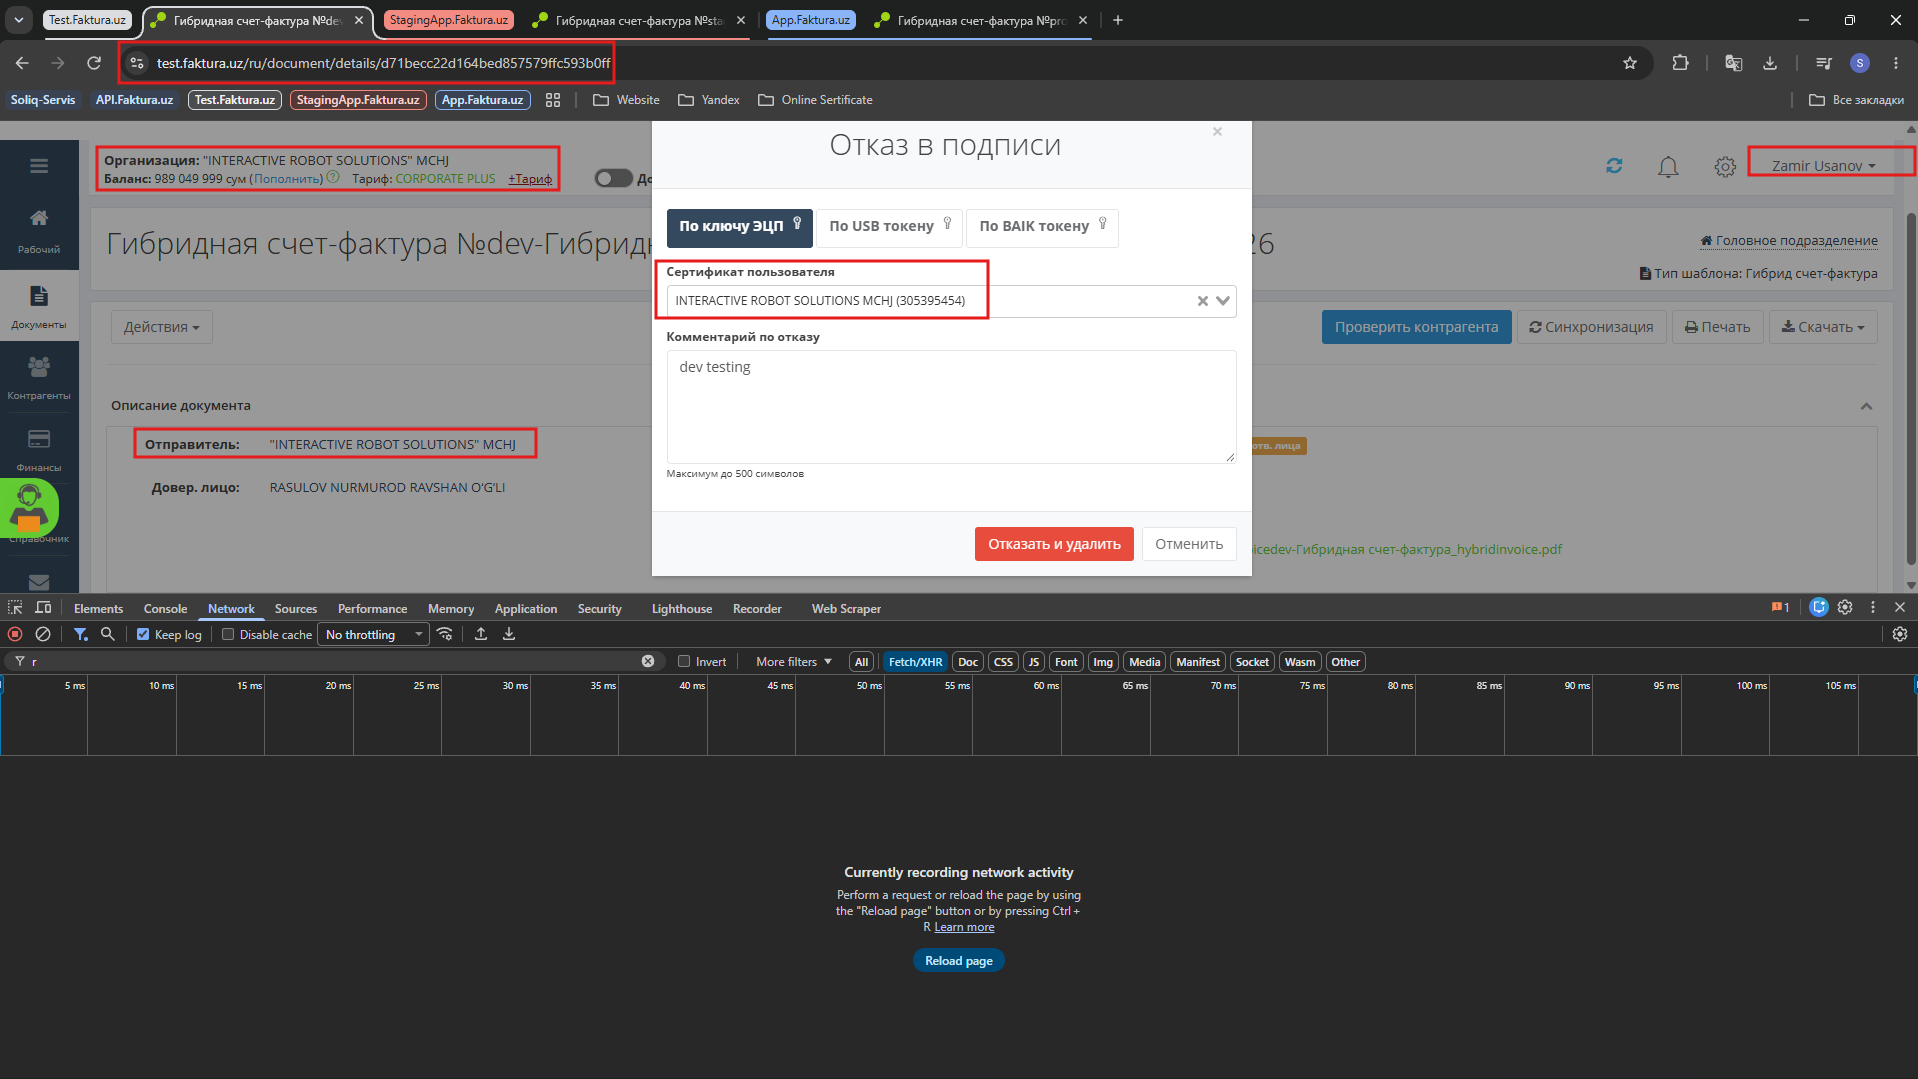 Test.Faktura.uz
Гибридная счет-фактура №de
StagingApp.Faktura.uz
Гибридная счет-фактура №sta
App.Faktura.uz
Гибридная счет-фактура №pro
test.faktura.uz/ru/document/details/d71becc22d164bed857579ffc593b0ff
S
Soliq-Servis
API.Faktura.uz
Test.Faktura.uz
StagingApp.Faktura.uz
App.Faktura.uz
Website
Yandex
Online Sertificate
Все закладки
Организация: "INTERACTIVE ROBOT SOLUTIONS" MCHJ
Баланс: 989 049 999 сум (Пополнить) Тариф: CORPORATE PLUS +Тариф
До
Zamir Usanov
Рабочий
Документы
Контрагенты
Финансы
Справочник
Гибридная счет-фактура №dev-Гибридн
26
Головное подразделение
Тип шаблона: Гибрид счет-фактура
Действия
Проверить контрагента
Синхронизация
Печать
Скачать
Описание документа
Отправитель: "INTERACTIVE ROBOT SOLUTIONS" MCHJ
Довер. лицо: RASULOV NURMUROD RAVSHAN O‘G‘LI
отв. лица
icedev-Гибридная счет-фактура_hybridinvoice.pdf
Отказ в подписи
По ключу ЭЦП
По USB токену
По BAIK токену
Сертификат пользователя
INTERACTIVE ROBOT SOLUTIONS MCHJ (305395454)
Комментарий по отказу
dev testing
Максимум до 500 символов
Отказать и удалить
Отменить
Elements
Console
Network
Sources
Performance
Memory
Application
Security
Lighthouse
Recorder
Web Scraper
1
Keep log
Disable cache
No throttling
r
Invert
More filters
All
Fetch/XHR
Doc
CSS
JS
Font
Img
Media
Manifest
Socket
Wasm
Other
5 ms
10 ms
15 ms
20 ms
25 ms
30 ms
35 ms
40 ms
45 ms
50 ms
55 ms
60 ms
65 ms
70 ms
75 ms
80 ms
85 ms
90 ms
95 ms
100 ms
105 ms
Currently recording network activity
Perform a request or reload the page by using
the "Reload page" button or by pressing Ctrl +
R Learn more
Reload page